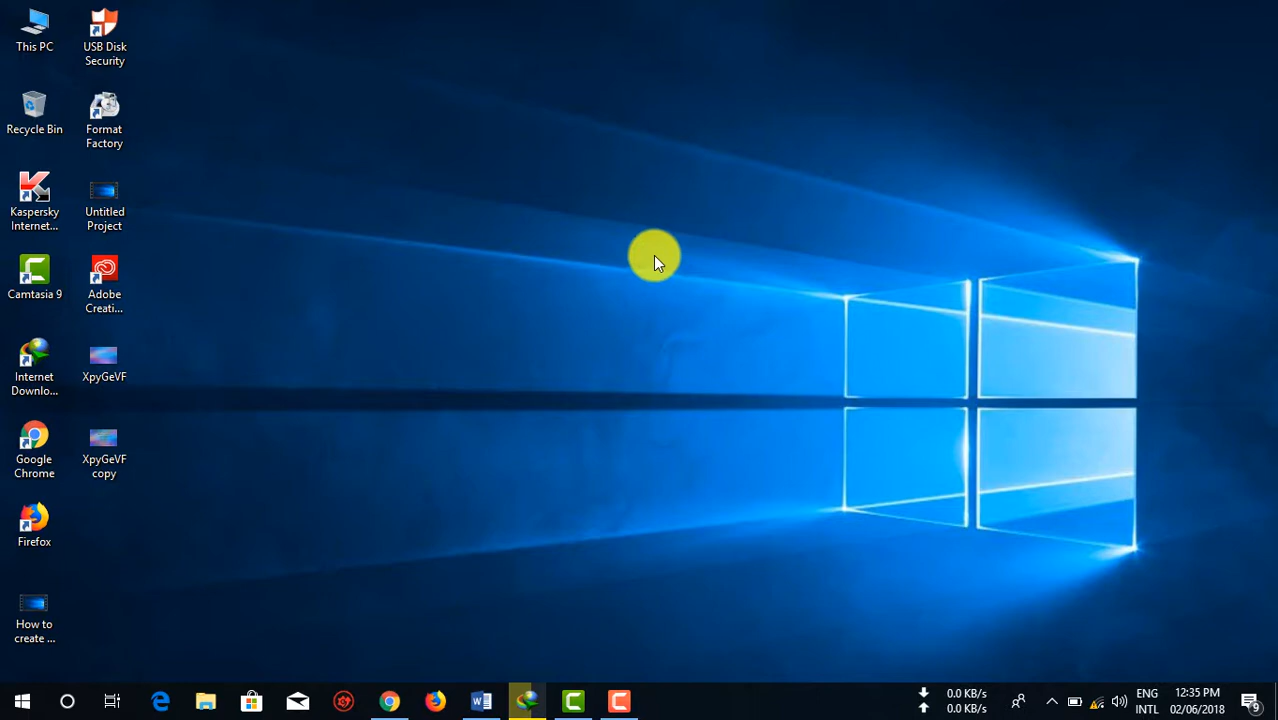 This PC
USB Disk
Security
Recycle Bin
Format
Factory
Kaspersky
Internet...
Untitled
Project
Camtasia 9
Adobe
Creati...
Internet
Downlo...
XpyGeVF
Google
Chrome
XpyGeVF
copy
Firefox
How to
create ...
0.0 KB/s
0.0 KB/s
ENG
INTL
12:35 PM
02/06/2018
9